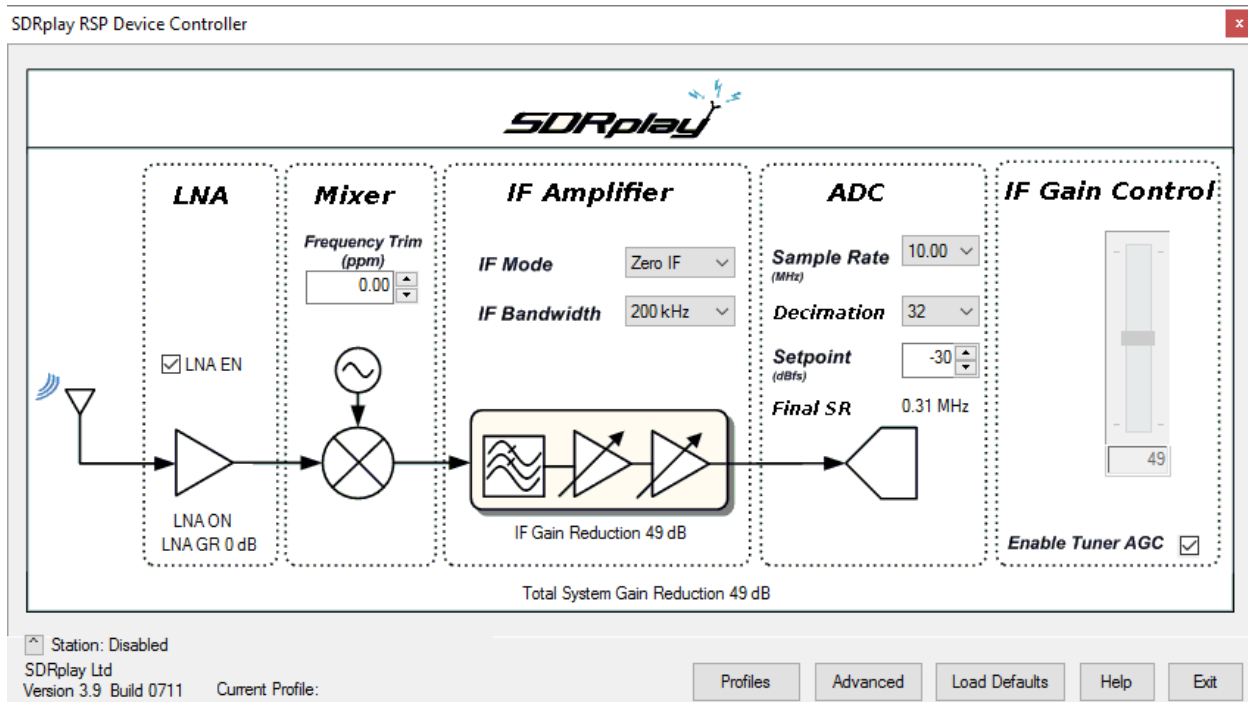 SDRplay RSP Device Controller
x
SDRplay
LNA
Mixer
IF Amplifier
ADC
IF Gain Control
Frequency Trim
(ppm)
0.00
IF Mode
Zero IF
IF Bandwidth
200 kHz
Sample Rate
(MHz)
10.00
Decimation
32
Setpoint
(dBfs)
-30
Final SR
0.31 MHz
LNA EN
LNA ON
LNA GR 0 dB
IF Gain Reduction 49 dB
49
Enable Tuner AGC
Total System Gain Reduction 49 dB
^ Station: Disabled
SDRplay Ltd
Version 3.9 Build 0711
Current Profile:
Profiles
Advanced
Load Defaults
Help
Exit